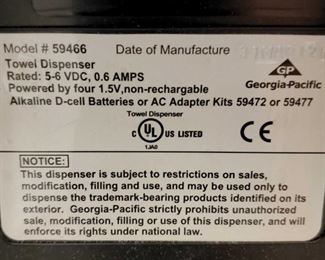 Model # 59466 Date of Manufacture
Towel Dispenser
Rated: 5-6 VDC, 0.6 AMPS
Powered by four 1.5V,non-rechargable
Alkaline D-cell Batteries or AC Adapter Kits 59472 or 59477
GP
Georgia-Pacific
Towel Dispenser
C UL US LISTED
1JA0
CE
NOTICE:
This dispenser is subject to restrictions on sales,
modification, filling and use, and may be used only to
dispense the trademark-bearing products identified on its
exterior. Georgia-Pacific strictly prohibits unauthorized
sale, modification, filling or use of this dispenser, and will
enforce its rights under national law.